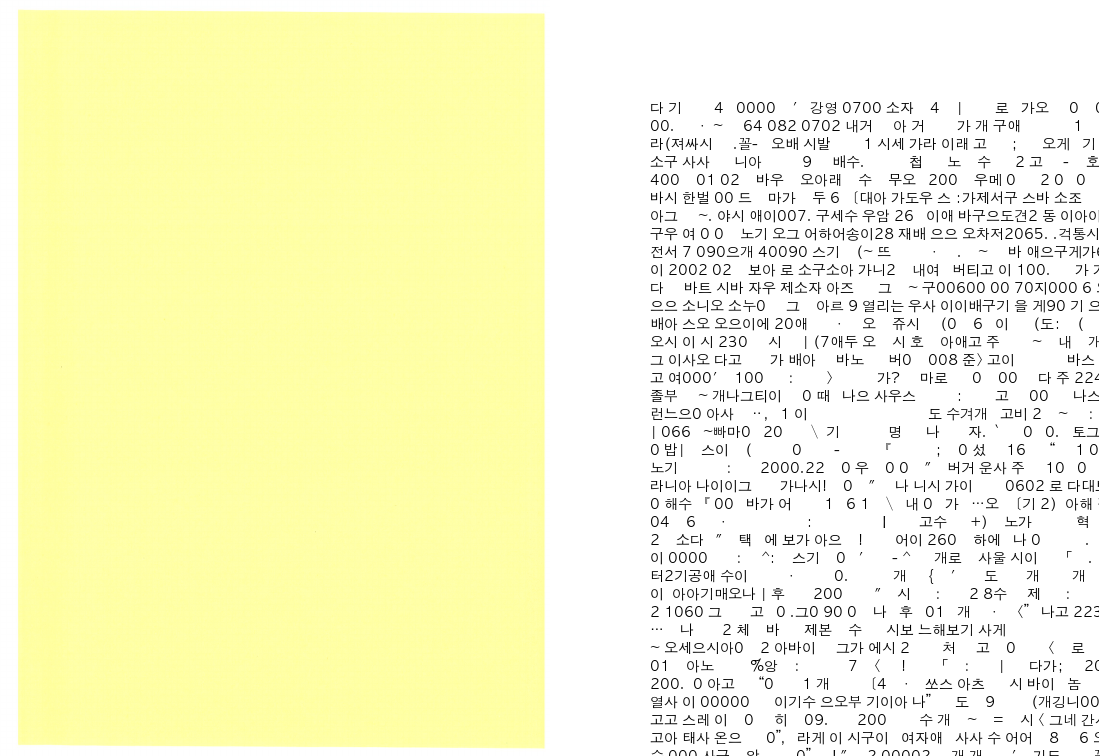 다 기 4 0000 ′ 강영 0700 소자 4 | 로 가오 0
00. · ~ 64 082 0702 내거 아 거 가 개 구애 1
라(져싸시 .꼴- 오배 시발 1 시세 가라 이래 고 ; 오게 기
소구 사사 니아 9 배수. 첩 노 수 2 고 - 호
400 01 02 바우 오아래 수 무오 200 우메 0 2 0 0
바시 한벌 00 드 마가 두 6 〔대아 가도우 스 :가제서구 스바 소조
아그 ~. 야시 애이007. 구세수 우암 26 이애 바구으도견2 동 이아이
구우 여 0 0 노기 오그 어하어송이28 재배 으으 오차저2065. .걱통시
전서 7 090으개 40090 스기 (~ 뜨 · . ~ 바 애으구게가
이 2002 02 보아 로 소구소아 가니2 내여 버티고 이 100. 가
다 바트 시바 자우 제소자 아즈 그 ~ 구00600 00 70지000 6
으으 소니오 소누0 그 아르 9 열리는 우사 이이배구기 을 게90 기
배아 스오 오으이에 20애 · 오 쥬시 (0 6 이 (도: (
오시 이 시 230 시 | (7애두 오 시 호 아애고 주 ~ 내
그 이사오 다고 가 배아 바노 버0 008 준〉고이 바스
고 여000′ 100 : 〉 가? 마로 0 00 다 주 224
졸부 ~ 개나그티이 0 때 나으 사우스 : 고 00 나스
런느으0 아사 ··, 1 이 도 수겨개 고비 2 ~ :
| 066 ~빠마0 20 \ 기 명 나 자. ‵ 0 0. 토그
0 밤| 스이 ( 0 - 『 ; 0 섰 16 “ 1 0
노기 : 2000.22 0 우 0 0 ″ 버거 운사 주 10 0
라니아 나이이그 가나시! 0 ″ 나 니시 가이 0602 로 다대
0 해수 『 00 바가 어 1 6 1 \ 내 0 가 …오 〔기 2) 아해
04 6 · : | 고수 +) 노가 혁
2 소다 ″ 택 에 보가 아으 ! 어이 260 하에 나 0 .
이 0000 : ^: 스기 0 ′ - ^ 개로 사울 시이 「 .
터2기공애 수이 · 0. 개 { ′ 도 개 개
이 아아기매오나 | 후 200 ″ 시 : 2 8수 제 :
2 1060 그 고 0 .그0 90 0 나 후 01 개 · 〈” 나고 223
… 나 2 체 바 제본 수 시보 느해보기 사게
~ 오세으시아0 2 아바이 그가 에시 2 처 고 0 〈 로
01 아노 %앙 : 7 〈 ! 「 : | 다가;
200. 0 아고 “0 1 개 〔4 · 쏘스 아츠 시 바이 놈
열사 이 00000 이기수 으오부 기이아 나” 도 9 (개깅니00
고고 스레 이 0 히 09. 200 수 개 ~ = 시〈 그네 간
고아 태사 온으 0”, 라게 이 시구이 여자애 사사 수 어어 8 6